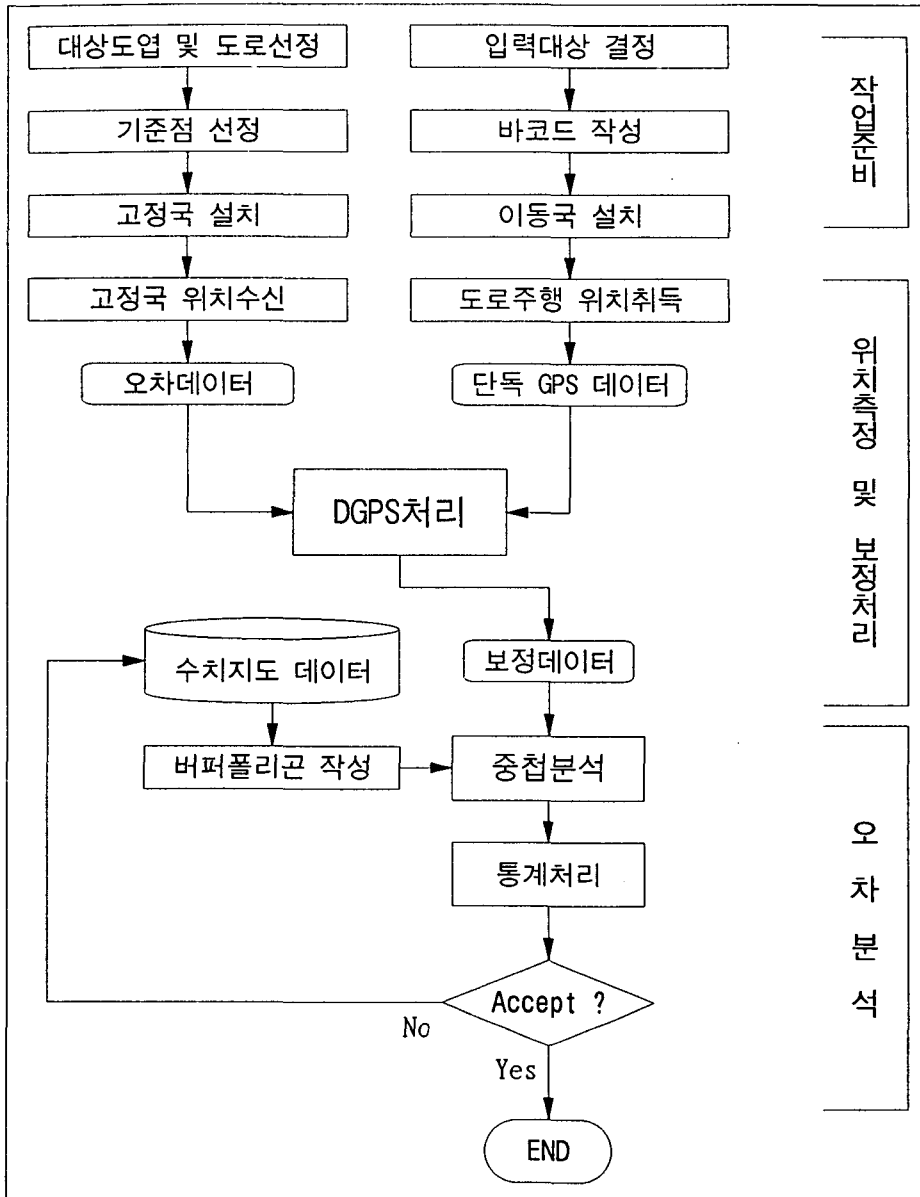 대상도엽 및 도로선정
입력대상 결정
기준점 선정
바코드 작성
고정국 설치
이동국 설치
작업준비
고정국 위치수신
도로주행 위치취득
오차데이터
단독 GPS 데이터
DGPS처리
위치측정 및 보정처리
수치지도 데이터
보정데이터
버퍼폴리곤 작성
중첩분석
통계처리
Accept ?
No
Yes
END
오차분석